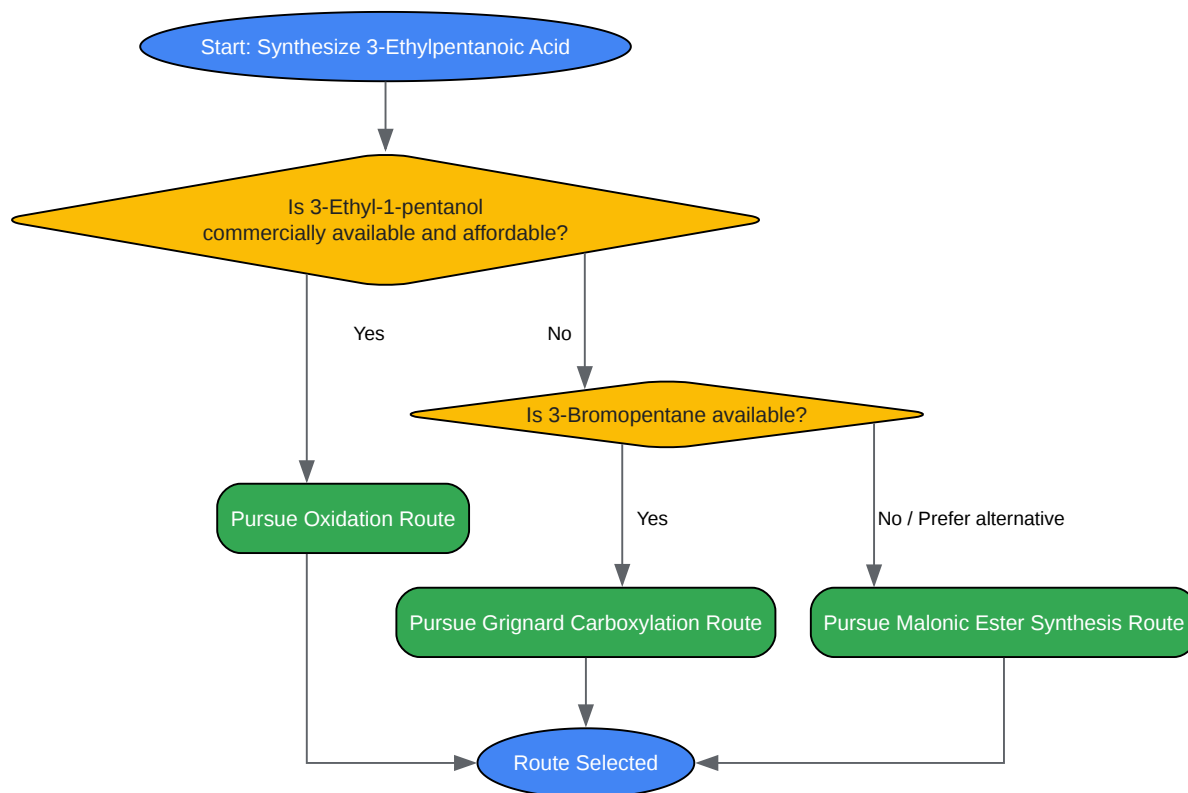 Start: Synthesize 3-Ethylpentanoic Acid
Is 3-Ethyl-1-pentanol
commercially available and affordable?
Yes
No
Is 3-Bromopentane available?
Pursue Oxidation Route
Yes
No / Prefer alternative
Pursue Grignard Carboxylation Route
Pursue Malonic Ester Synthesis Route
Route Selected